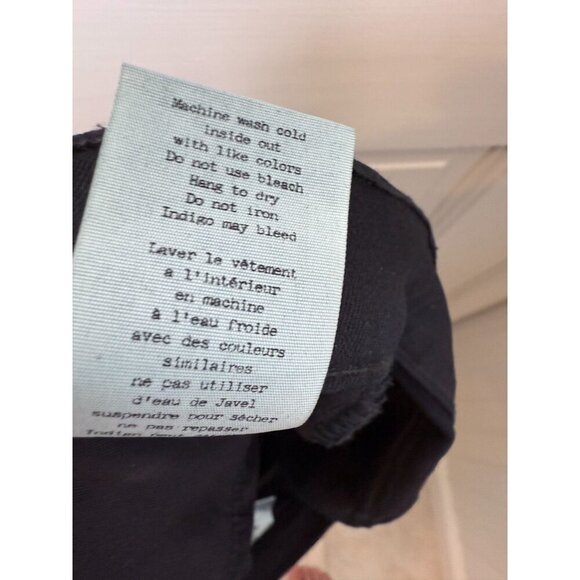 Machine wash cold
inside out
with like colors
Do not use bleach
Hang to dry
Do not iron
Indigo may bleed
Laver le vêtement
à l'intérieur
en machine
à l'eau froide
avec des couleurs
similaires
ne pas utiliser
d'eau de Javel
suspendre pour sécher
ne pas repasser
Indien peut